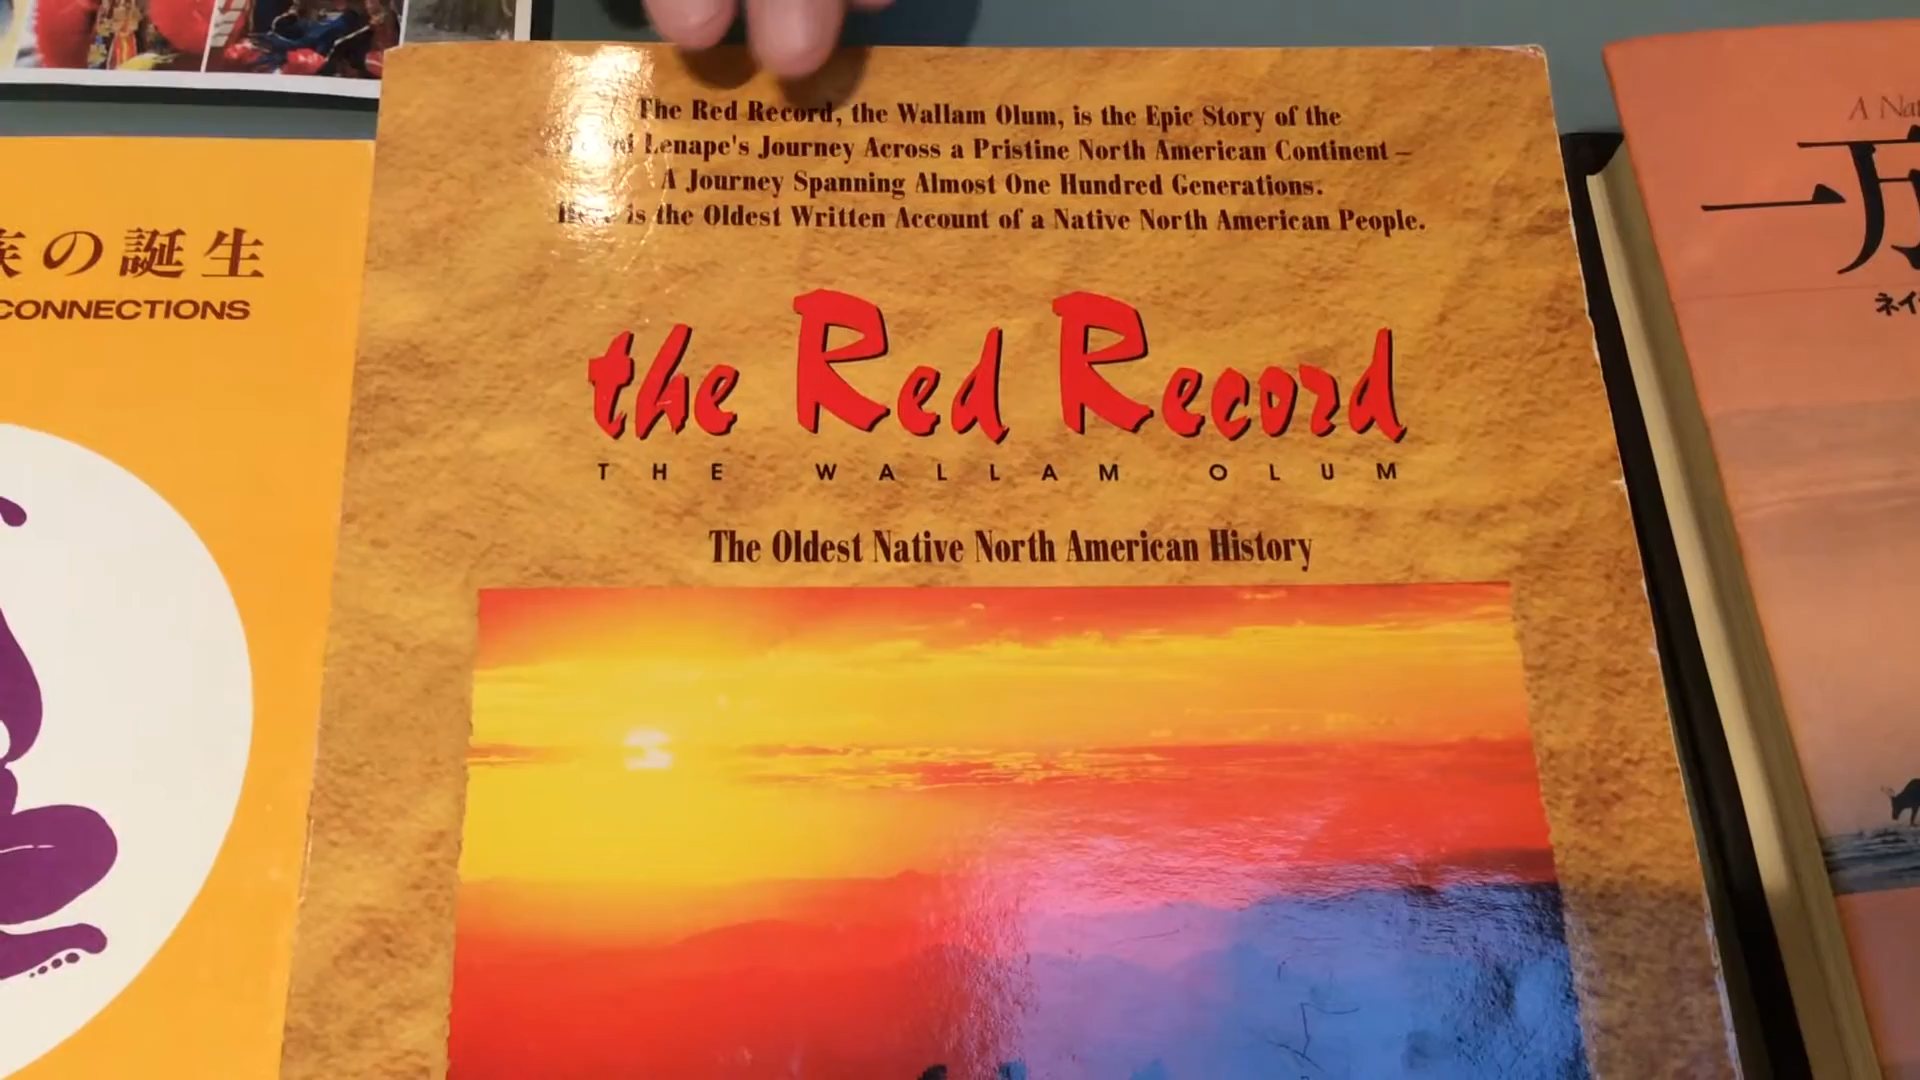 The Red Record, the Wallam Olum, is the Epic Story of the
Lenape's Journey Across a Pristine North American Continent –
A Journey Spanning Almost One Hundred Generations.
Here is the Oldest Written Account of a Native North American People.
the Red Record
THE WALLAM OLUM
The Oldest Native North American History
の誕生
CONNECTIONS
A Nat
一万
ネイ